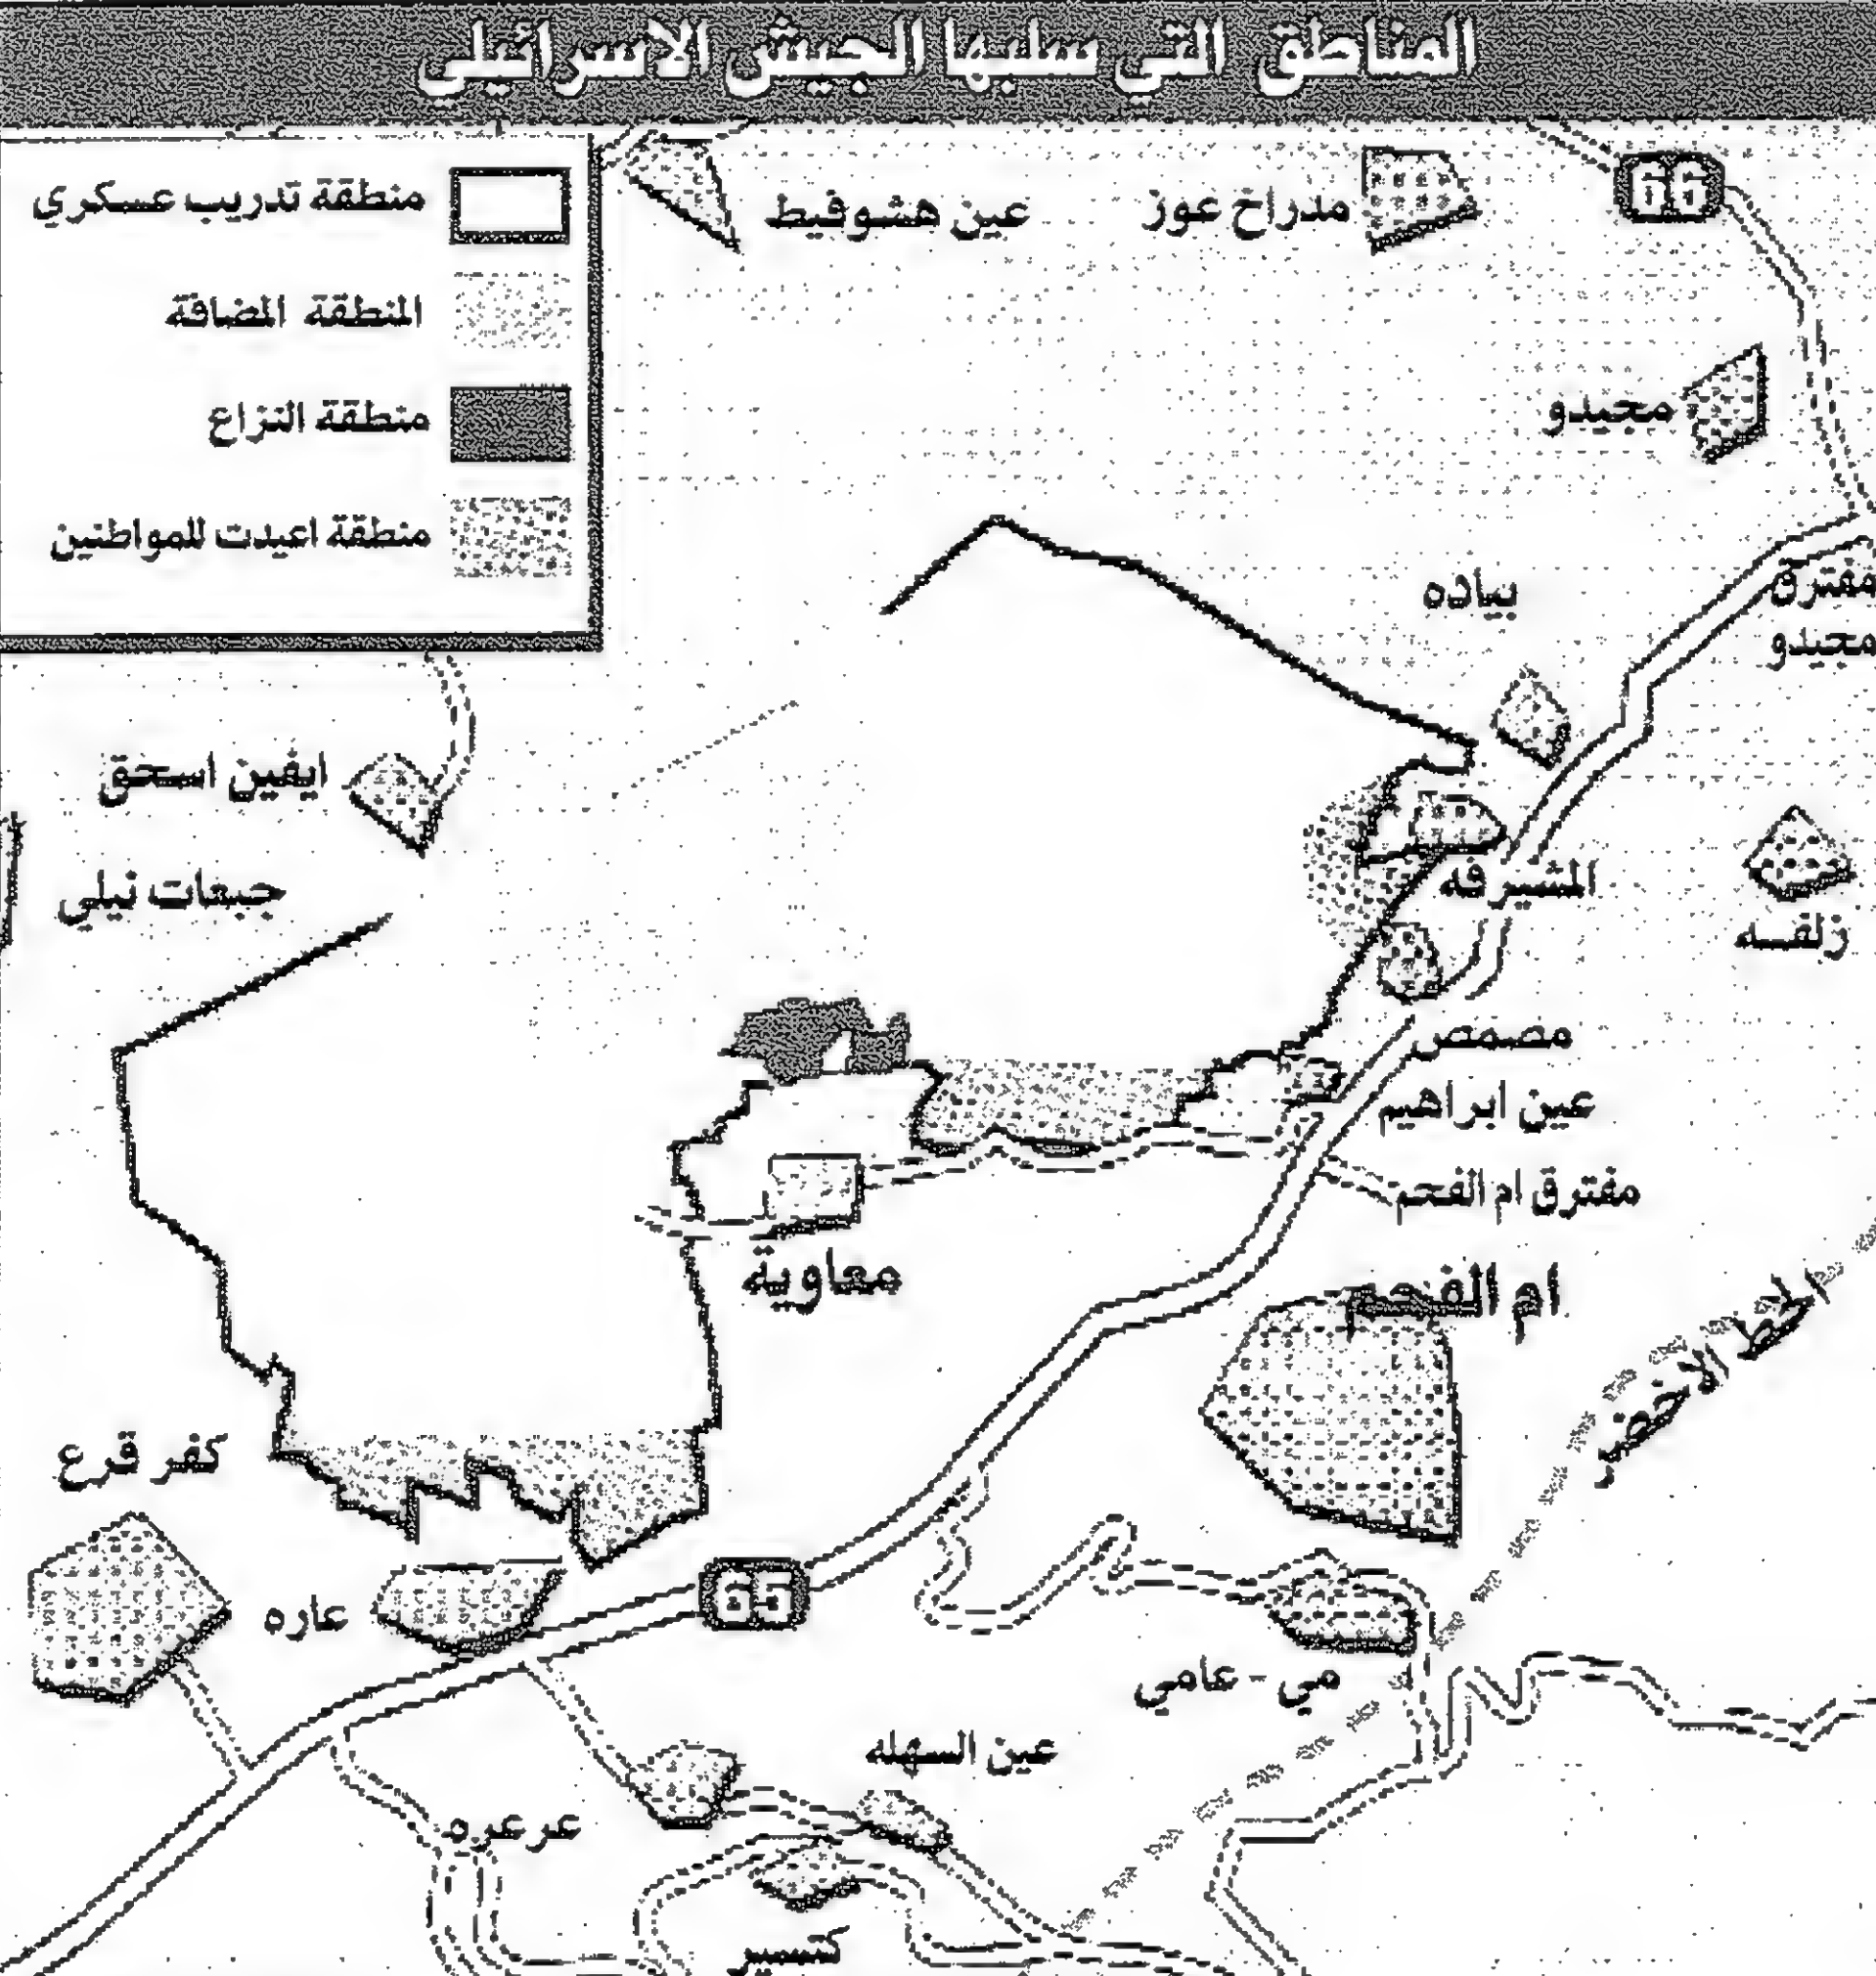 المناطق التي سلبها الجيش الاسرائيلي
منطقة تدريب عسكري
المنطقة المضافة
منطقة النزاع
منطقة اعيدت للمواطنين
66
مدراخ عوز
عين هشوفيط
مجيدو
مفترق
مجيدو
بياده
ايفين اسحق
جبعات نيلي
المشيرفه
زلفه
مصمص
عين ابراهيم
مفترق ام الفحم
ام الفحم
الخط الاخضر
معاوية
كفر قرع
عاره
65
مي - عامي
عين السهله
عرعره